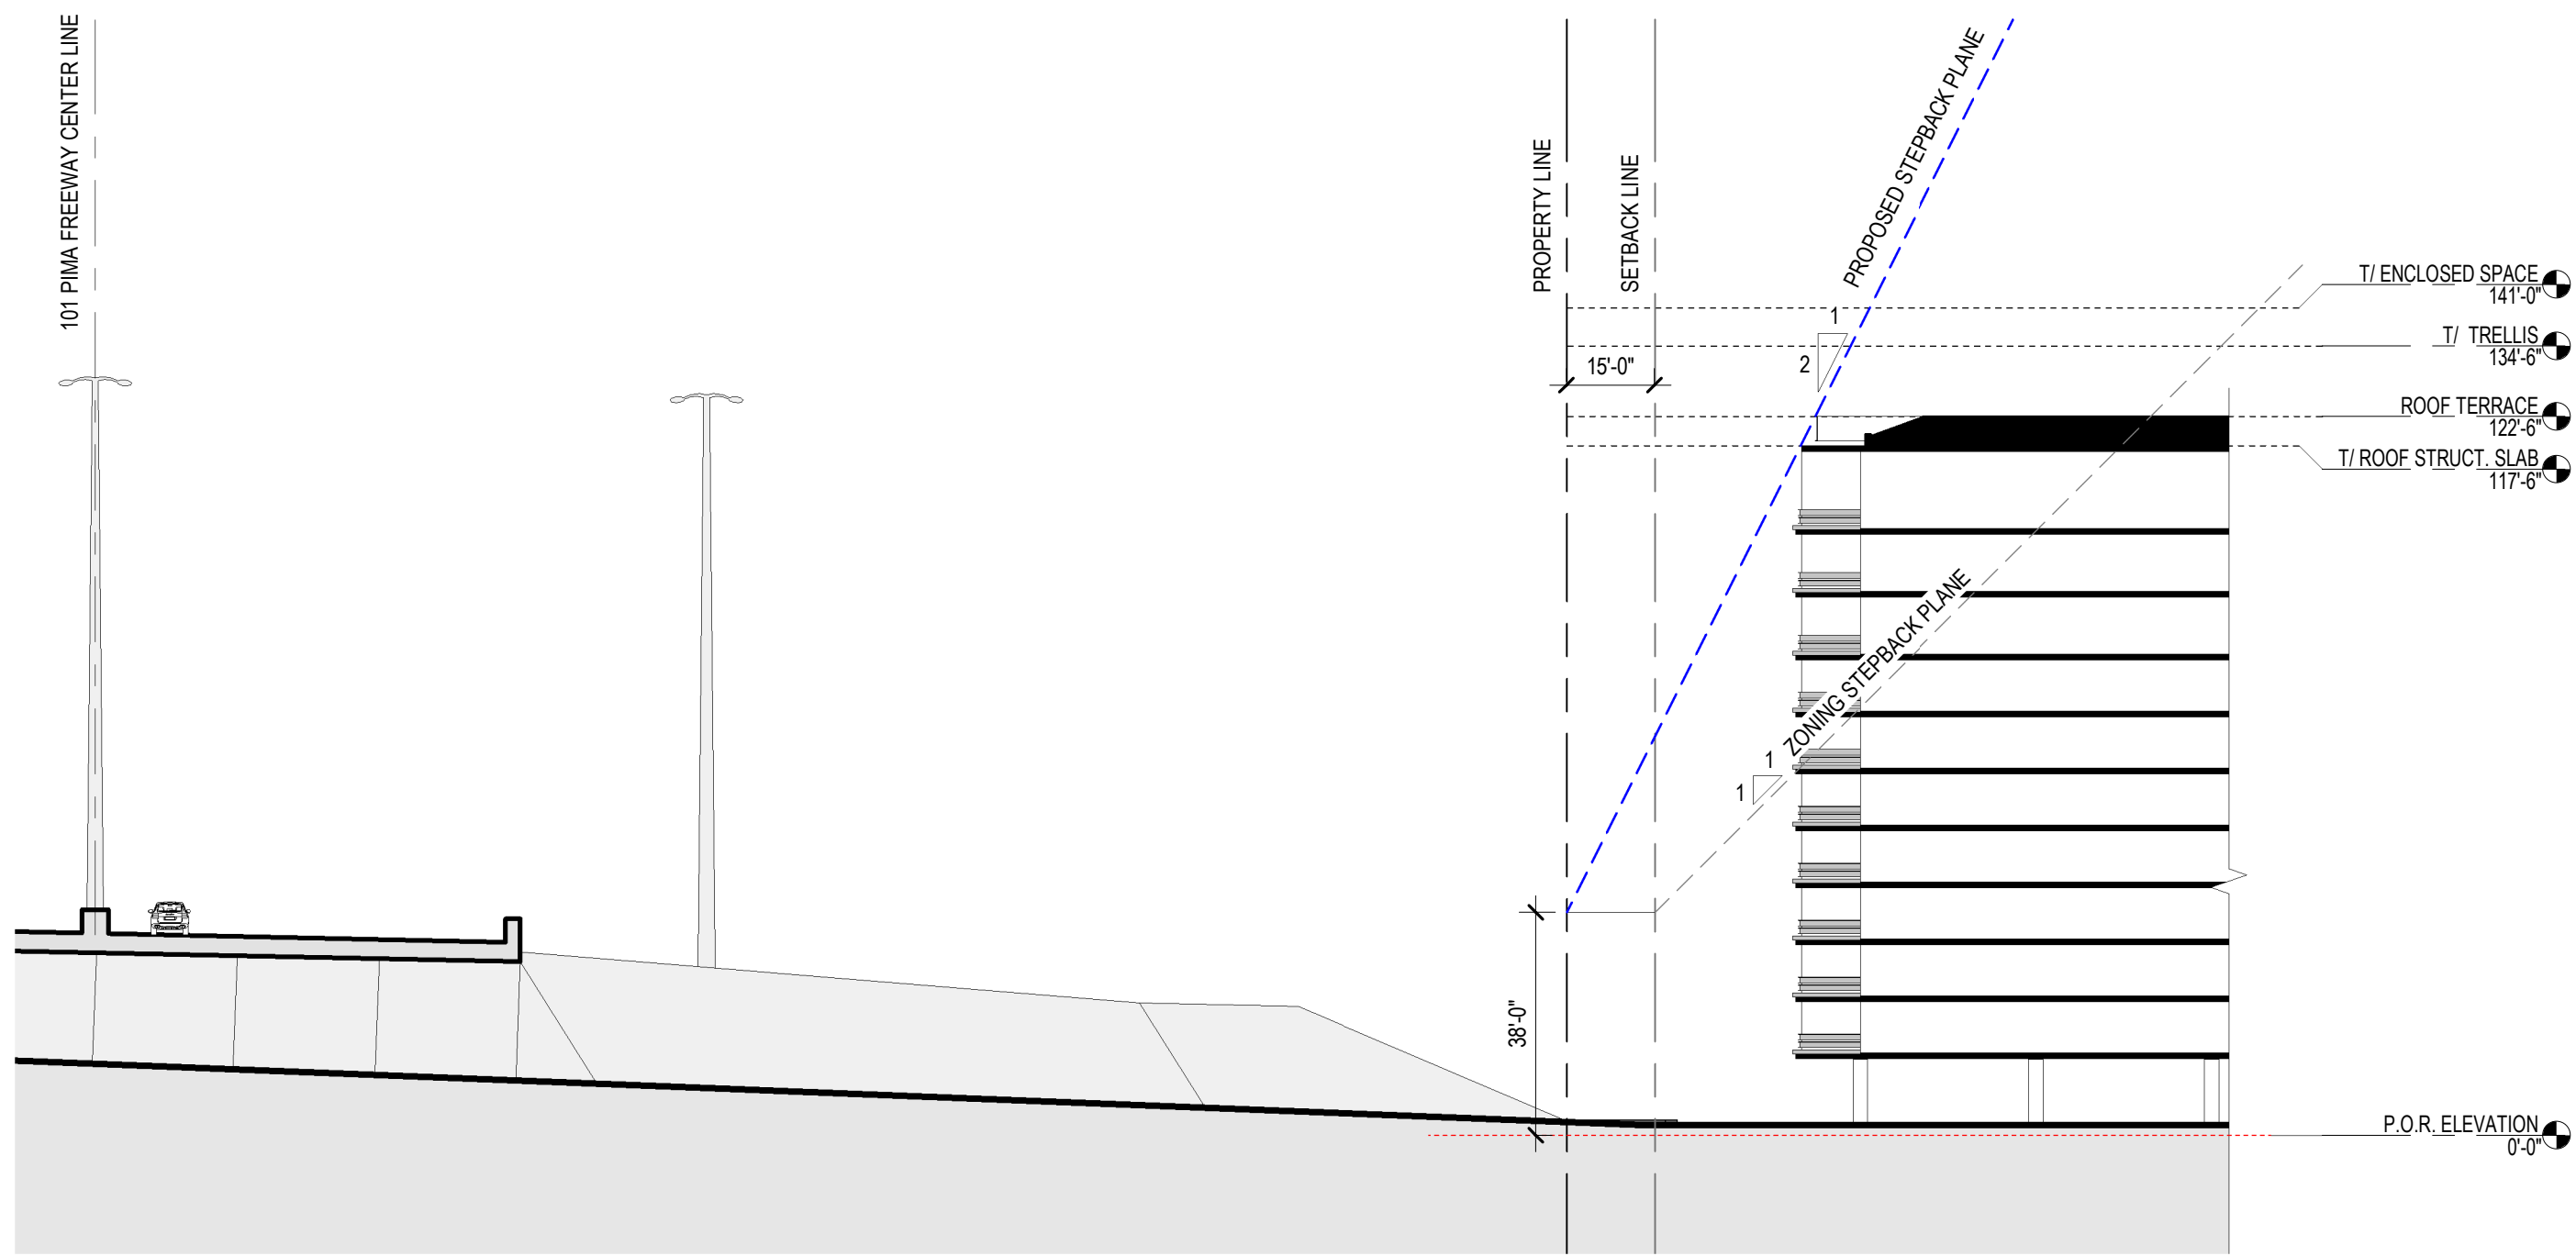 101 PIMA FREEWAY CENTER LINE
PROPERTY LINE
SETBACK LINE
PROPOSED STEPBACK PLANE
T/ ENCLOSED SPACE
141'-0"
1
2
T/ TRELLIS
134'-6"
15'-0"
ROOF TERRACE
122'-6"
T/ ROOF STRUCT. SLAB
117'-6"
ZONING STEPBACK PLANE
1
1
38'-0"
P.O.R. ELEVATION
0'-0"